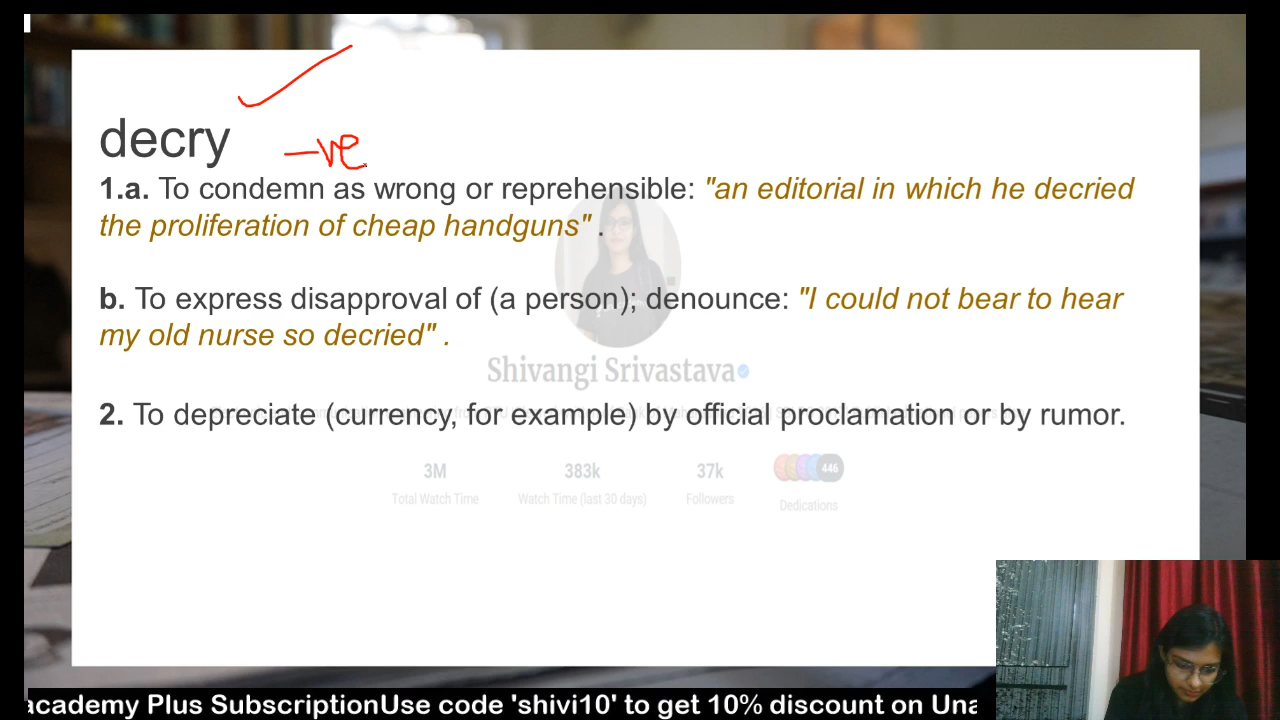 decry
–ve
1.a. To condemn as wrong or reprehensible: "an editorial in which he decried
the proliferation of cheap handguns" .
b. To express disapproval of (a person); denounce: "I could not bear to hear
my old nurse so decried" .
Shivangi Srivastava
2. To depreciate (currency, for example) by official proclamation or by rumor.
3M 383k 37k 446
Total Watch Time Watch Time (last 30 days) Followers Dedications
academy Plus SubscriptionUse code 'shivi10' to get 10% discount on Una